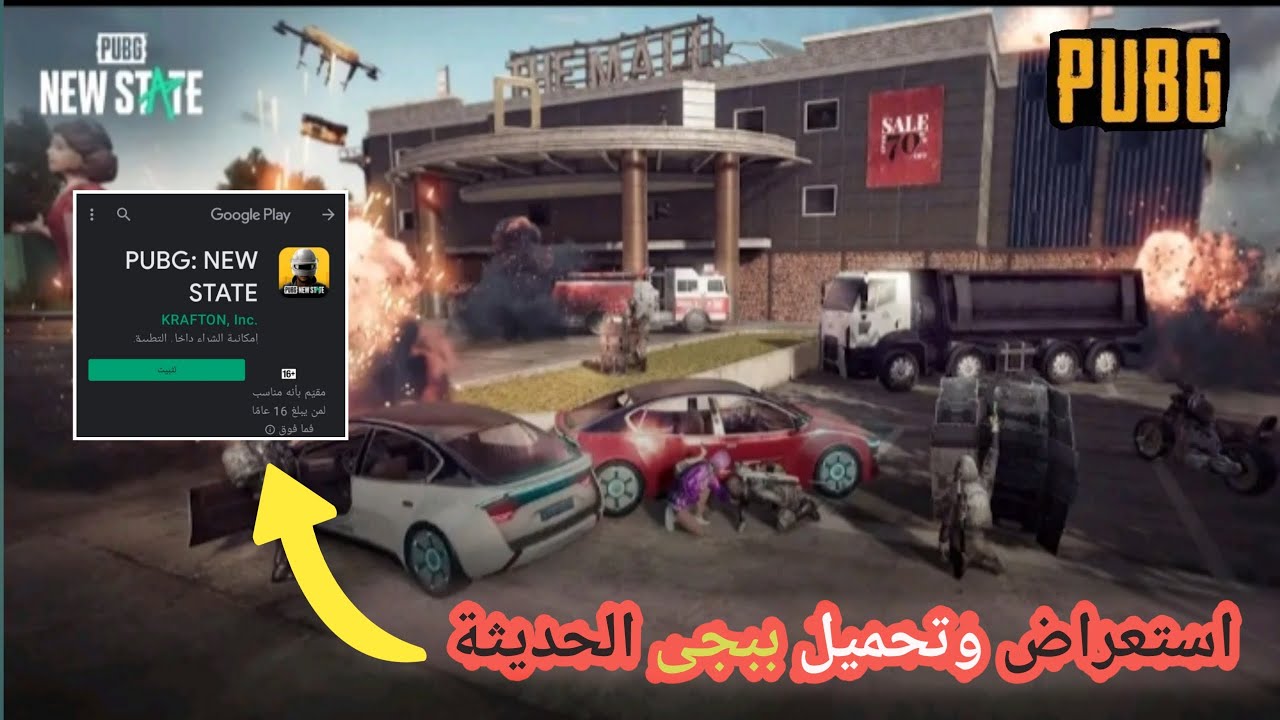 PUBG
NEW STATE
THE MALL
PUBG
SALE
70%
Google Play
PUBG: NEW
STATE
PUBG NEW STATE
KRAFTON, Inc.
إمكانية الشراء داخل التطبيق
تثبيت
16+
مقيّم بأنه مناسب
لمن يبلغ 16 عامًا
فما فوق
استعراض وتحميل ببجى الحديثة